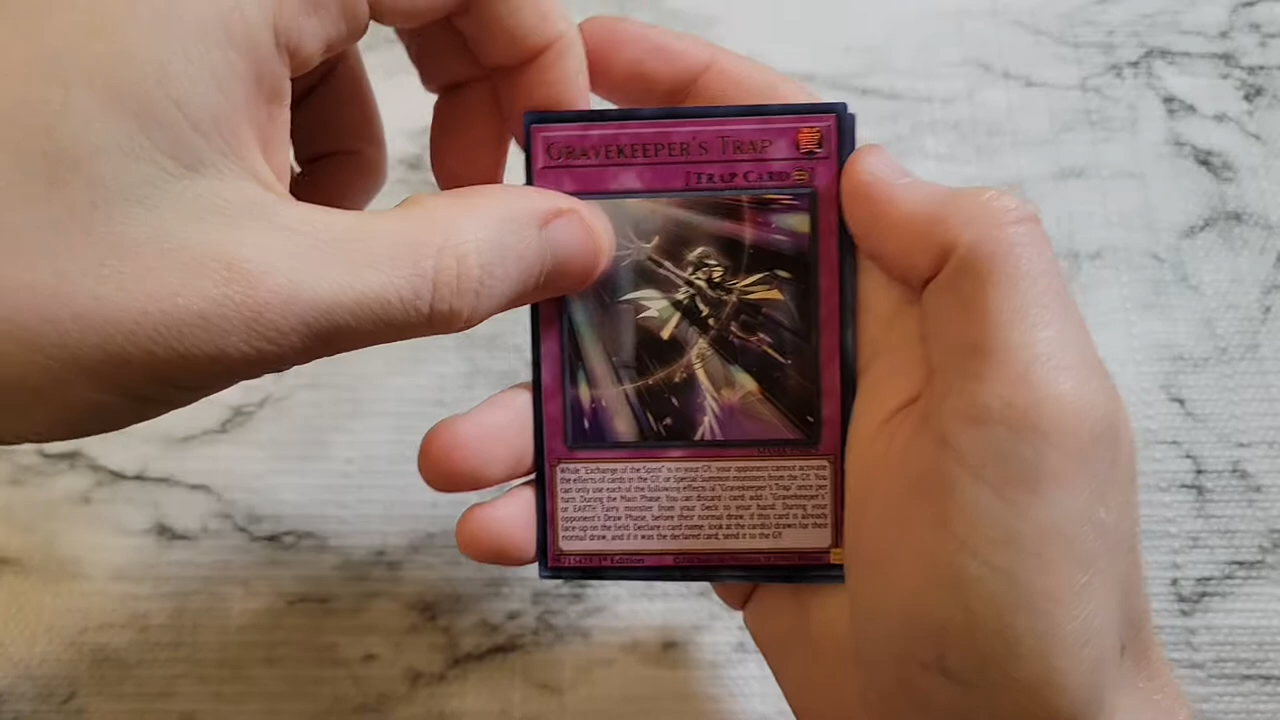 GRAVEKEEPER'S TRAP
[TRAP CARD]
While "Exchange of the Spirit" is in your GY, your opponent cannot activate
the effects of cards in the GY, or Special Summon monsters from the GY. You
can only use each of the following effects of "Gravekeeper's Trap" once per
turn. During the Main Phase: You can discard 1 card; add 1 "Gravekeeper's"
or EARTH Fairy monster from your Deck to your hand. During your
opponent's Draw Phase, before their normal draw, if this card is already
face-up on the field: Declare 1 card name; look at the card(s) drawn for their
normal draw, and if it was the declared card, send it to the GY.
1st Edition